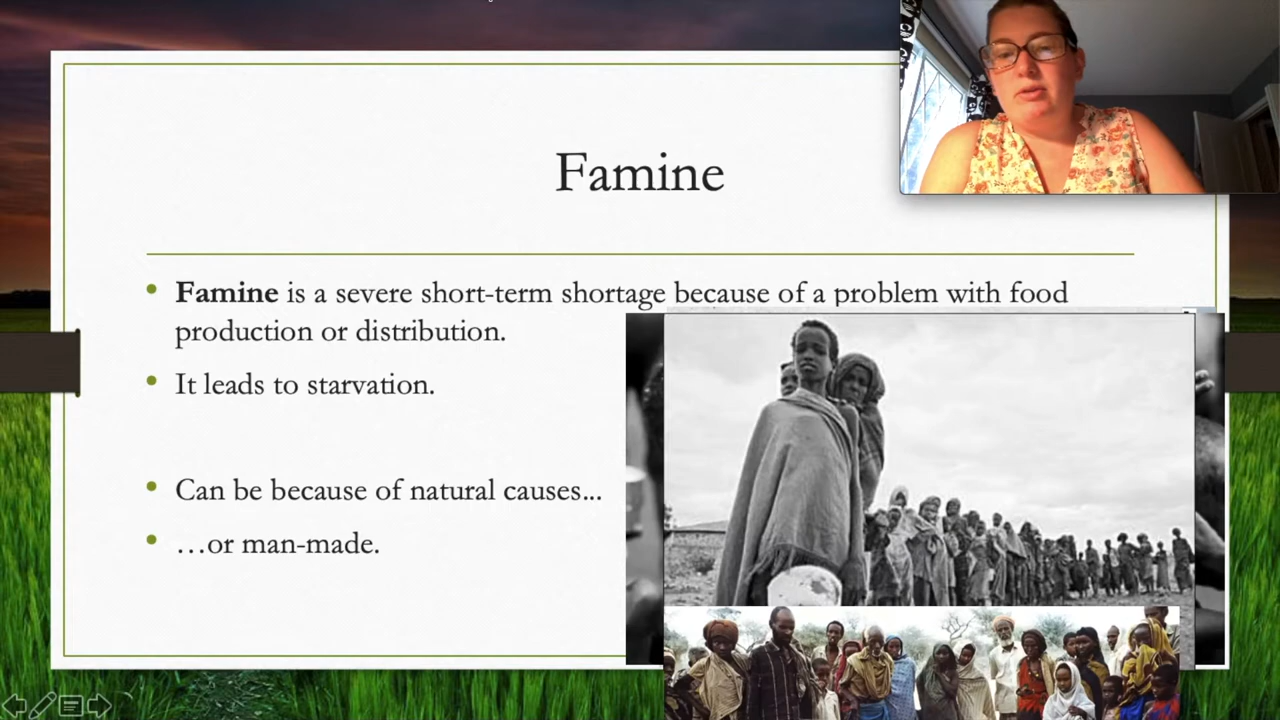 Famine
Famine is a severe short-term shortage because of a problem with food
production or distribution.
It leads to starvation.
Can be because of natural causes...
…or man-made.